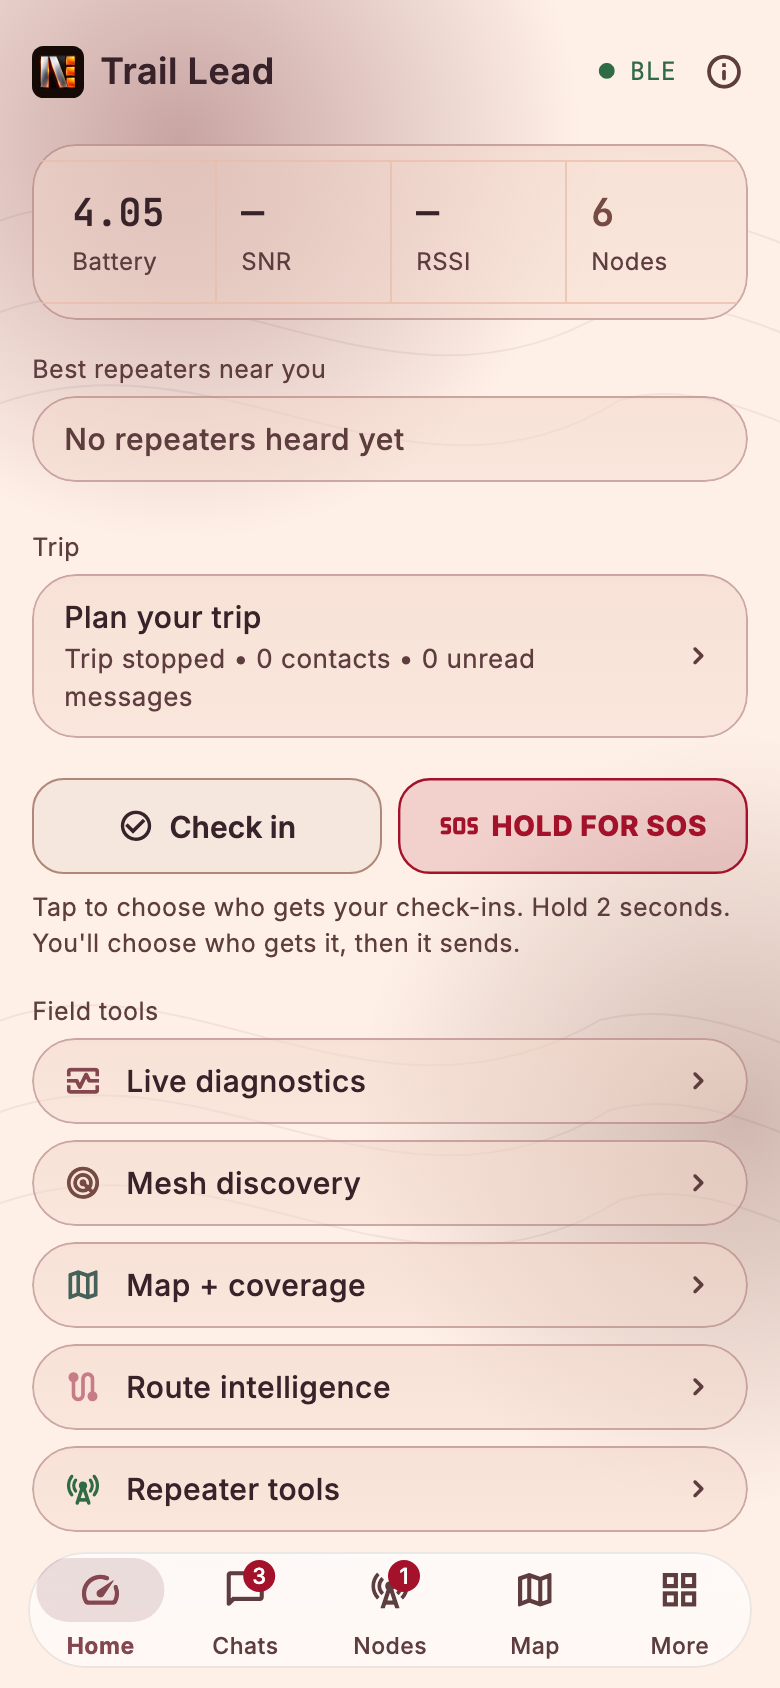 Trail Lead
BLE
4.05
–
–
6
Battery
SNR
RSSI
Nodes
Best repeaters near you
No repeaters heard yet
Trip
Plan your trip
Trip stopped • 0 contacts • 0 unread
messages
Check in
SOS HOLD FOR SOS
Tap to choose who gets your check-ins. Hold 2 seconds.
You'll choose who gets it, then it sends.
Field tools
Live diagnostics
Mesh discovery
Map + coverage
Route intelligence
Repeater tools
3
1
Home
Chats
Nodes
Map
More